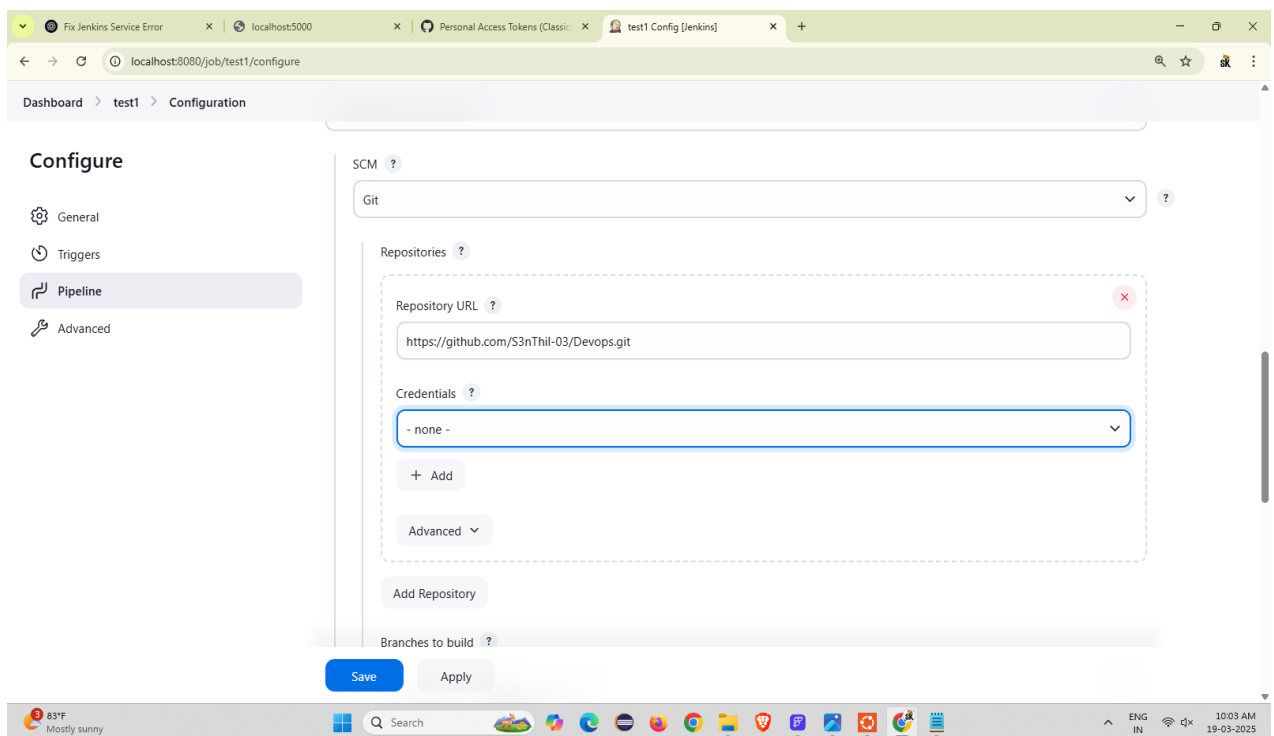 Fix Jenkins Service Error
localhost:5000
Personal Access Tokens (Classic
test1 Config [Jenkins]
localhost:8080/job/test1/configure
Dashboard > test1 > Configuration
Configure
General
Triggers
Pipeline
Advanced
SCM ?
Git
?
Repositories ?
Repository URL ?
https://github.com/S3nThil-03/Devops.git
Credentials ?
- none -
+ Add
Advanced
Add Repository
Branches to build ?
Save
Apply
3
83°F
Mostly sunny
Search
ENG
IN
10:03 AM
19-03-2025